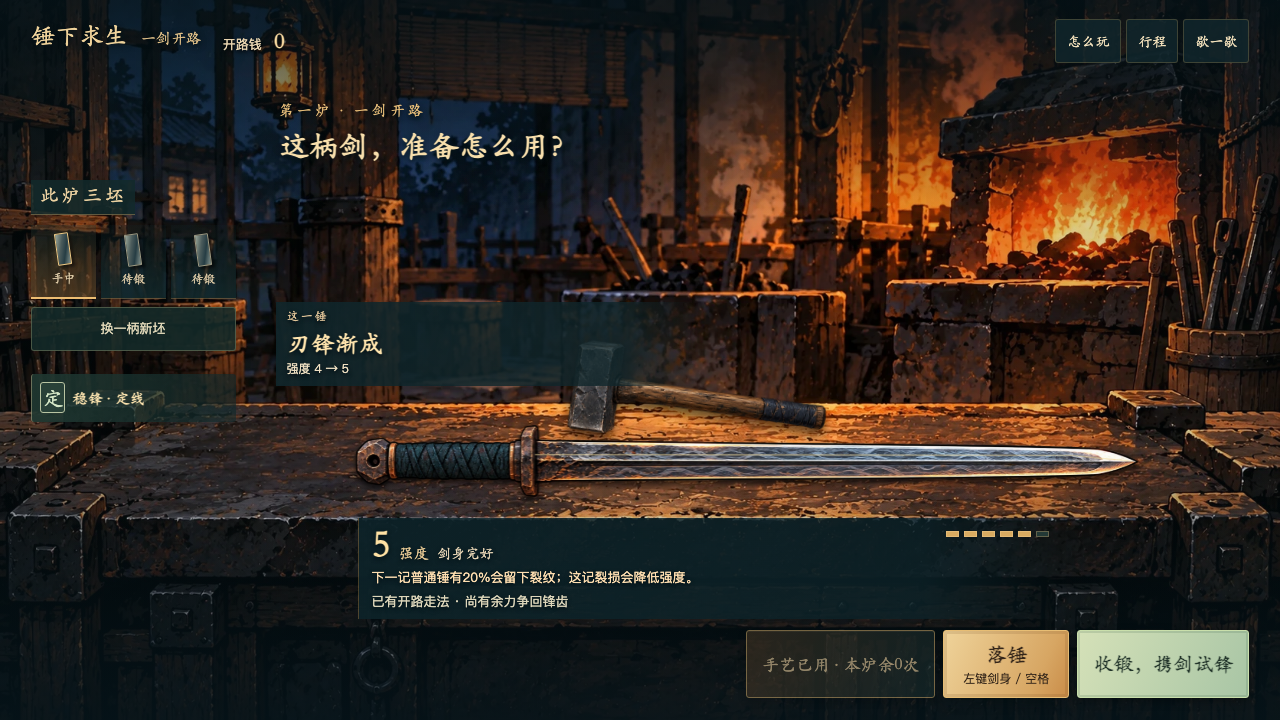 锤下求生 一剑开路 开路钱 0
怎么玩 行程 歇一歇
第一炉 · 一剑开路
这柄剑，准备怎么用？
此炉三坯
手中 待锻 待锻
换一柄新坯
定 稳锋 · 定线
这一锤
刃锋渐成
强度 4 → 5
5 强度 剑身完好
下一记普通锤有20%会留下裂纹；这记裂损会降低强度。
已有开路走法 · 尚有余力争回锋齿
手艺已用 · 本炉余0次
落锤
左键剑身 / 空格
收锻，携剑试锋